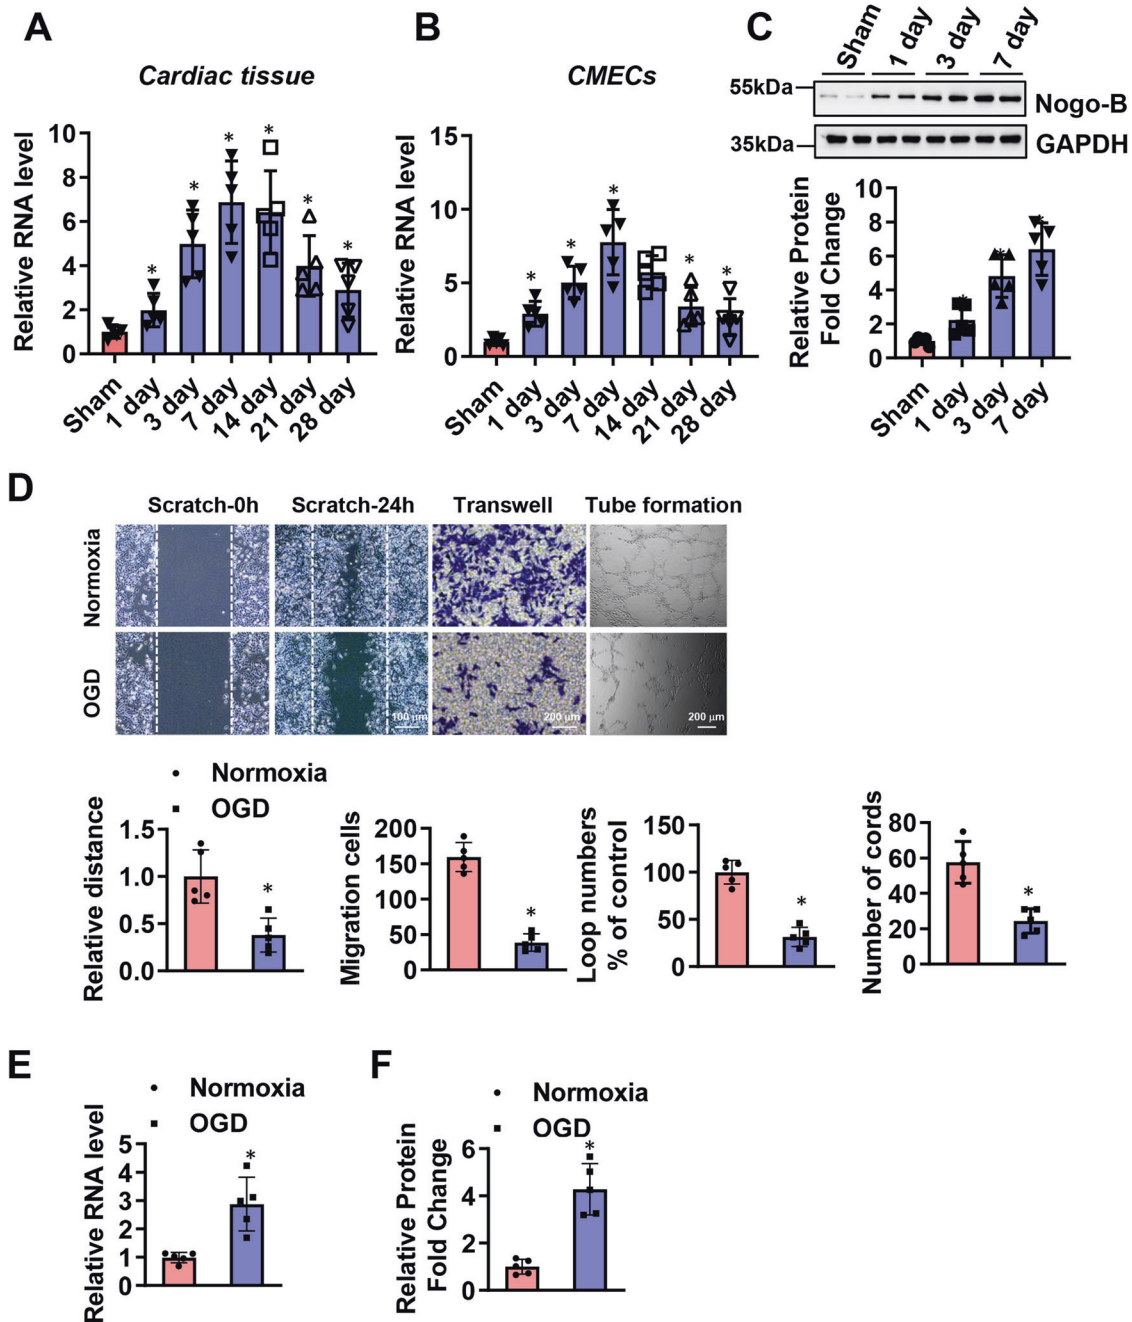 A
Cardiac tissue
Relative RNA level
10
8
6
4
2
0
Sham
1 day
3 day
7 day
14 day
21 day
28 day
* * * * * *
B
CMECs
Relative RNA level
15
10
5
0
Sham
1 day
3 day
7 day
14 day
21 day
28 day
* * * * *
C
Sham
1 day
3 day
7 day
55kDa
Nogo-B
35kDa
GAPDH
Relative Protein
Fold Change
10
8
6
4
2
0
Sham
1 day
3 day
7 day
* * *
D
Scratch-0h
Scratch-24h
Transwell
Tube formation
Normoxia
OGD
100 μm
200 μm
200 μm
Normoxia
OGD
Relative distance
1.5
1.0
0.5
0.0
*
Migration cells
200
150
100
50
0
*
Loop numbers
% of control
150
100
50
0
*
Number of cords
80
60
40
20
0
*
E
Normoxia
OGD
Relative RNA level
5
4
3
2
1
0
*
F
Normoxia
OGD
Relative Protein
Fold Change
6
4
2
0
*